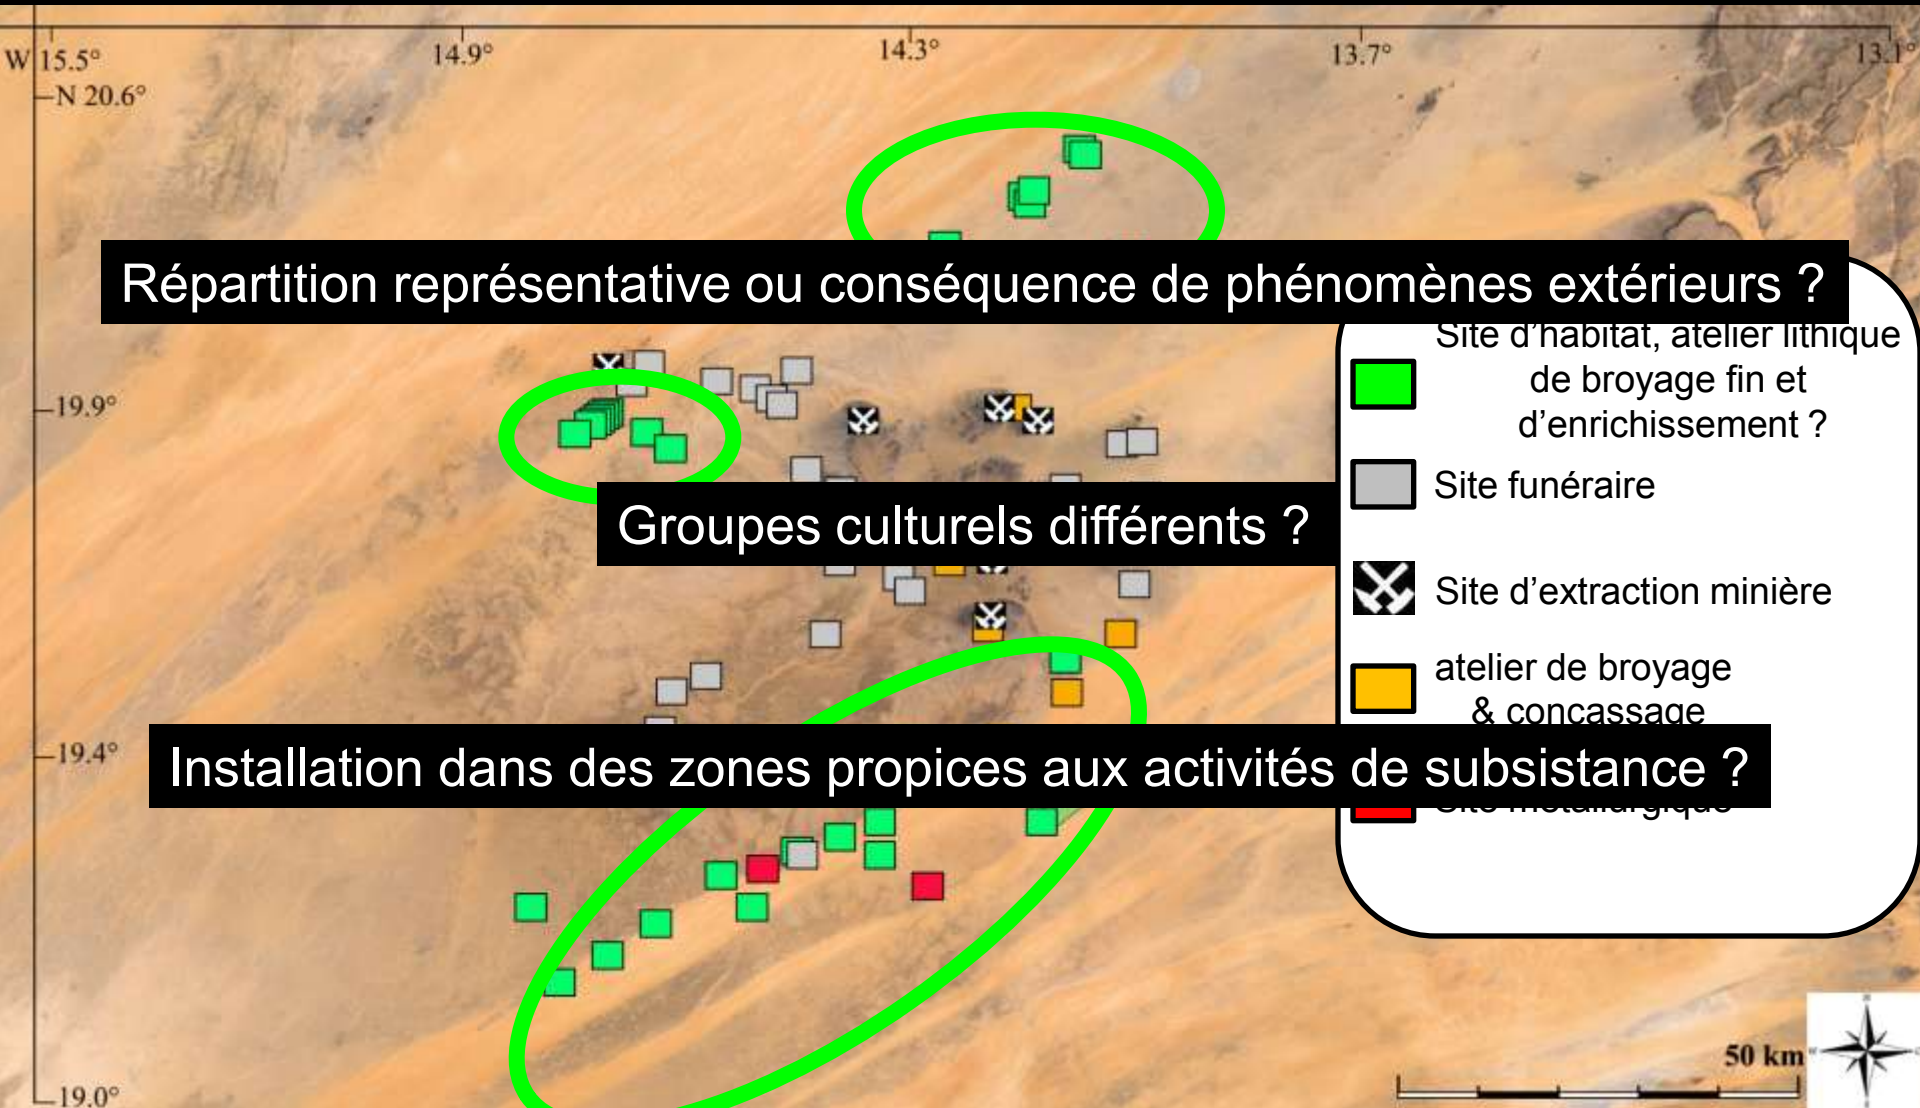 W 15.5°
14.9°
14.3°
13.7°
13.1°
N 20.6°
Répartition représentative ou conséquence de phénomènes extérieurs ?
Site d'habitat, atelier lithique
de broyage fin et
d'enrichissement ?
19.9°
Site funéraire
Groupes culturels différents ?
Site d'extraction minière
atelier de broyage
& concassage
19.4°
Installation dans des zones propices aux activités de subsistance ?
Site métallurgique
50 km
19.0°